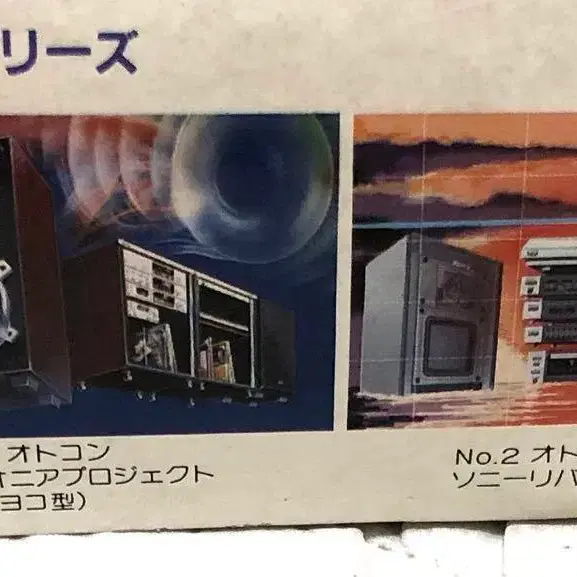 リーズ
オトコン
オニアプロジェクト
ヨコ型)
No.2 オト
ソニーリバ